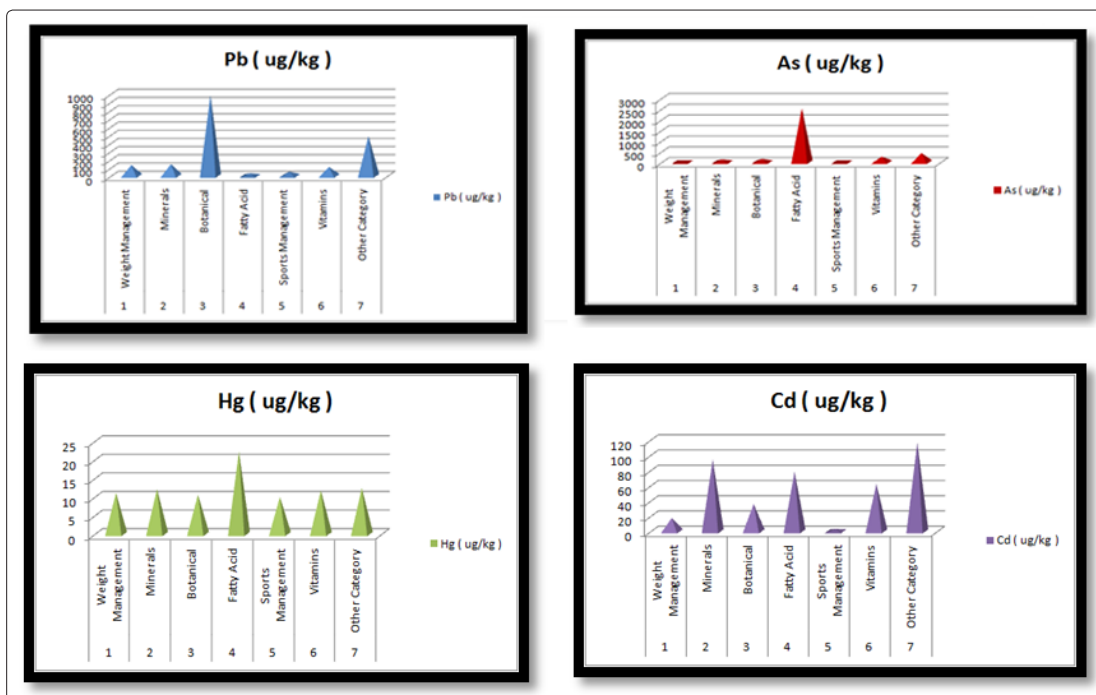 Pb ( ug/kg )
1000
900
800
700
600
500
400
300
200
100
0
Weight Management
Minerals
Botanical
Fatty Acid
Sports Management
Vitamins
Other Category
1 2 3 4 5 6 7
Pb ( ug/kg )
As ( ug/kg )
3000
2500
2000
1500
1000
500
0
Weight
Management
Minerals
Botanical
Fatty Acid
Sports
Management
Vitamins
Other Category
1 2 3 4 5 6 7
As ( ug/kg )
Hg ( ug/kg )
25
20
15
10
5
0
Weight
Management
Minerals
Botanical
Fatty Acid
Sports
Management
Vitamins
Other Category
1 2 3 4 5 6 7
Hg ( ug/kg )
Cd ( ug/kg )
120
100
80
60
40
20
0
Weight
Management
Minerals
Botanical
Fatty Acid
Sports
Management
Vitamins
Other Category
1 2 3 4 5 6 7
Cd ( ug/kg )